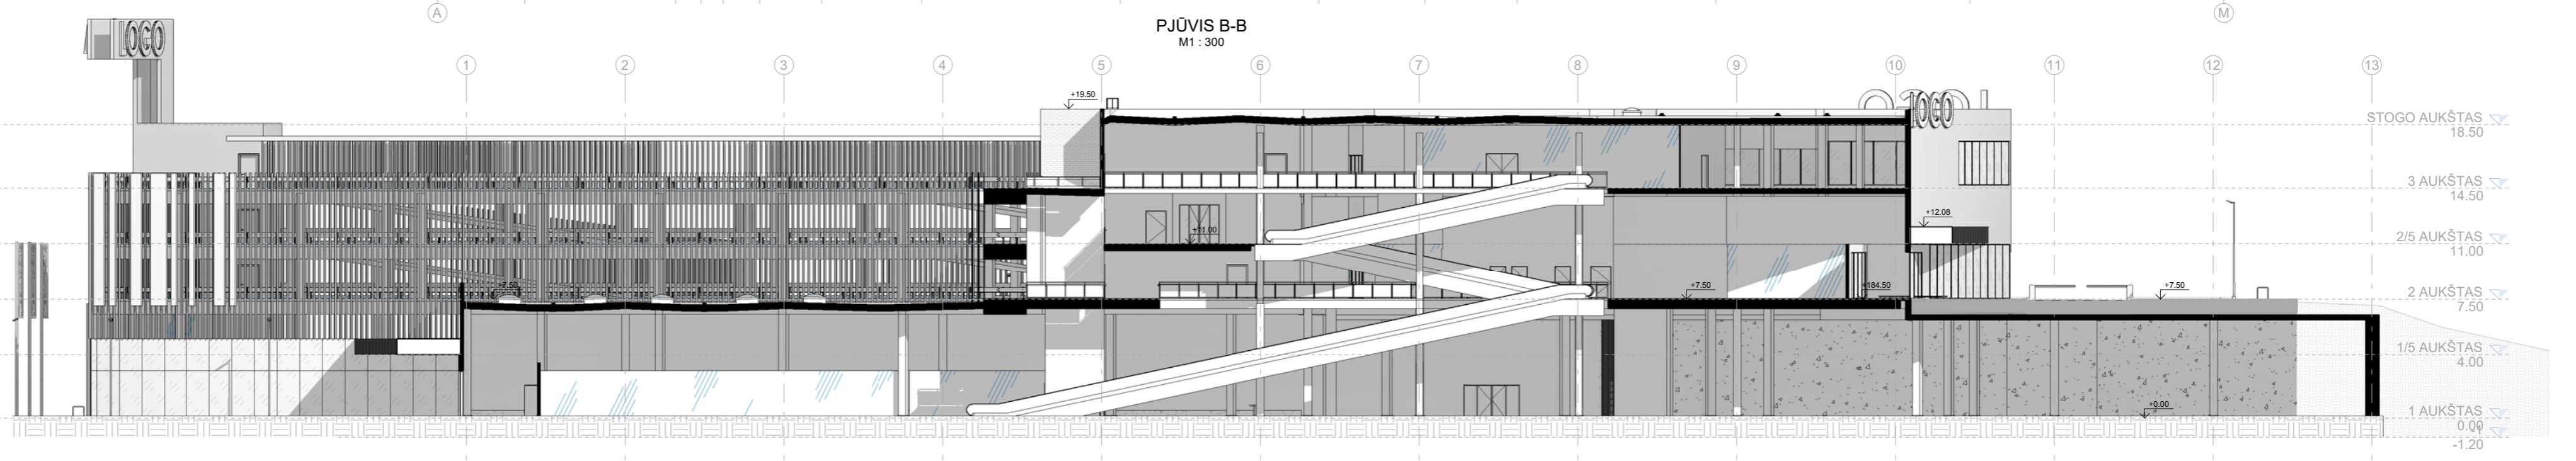 A
M
PJŪVIS B-B
M1 : 300
LOGO
1
2
3
4
5
6
7
8
9
10
11
12
13
+19.50
LOGO
STOGO AUKŠTAS
18.50
3 AUKŠTAS
14.50
+12.08
+11.00
2/5 AUKŠTAS
11.00
+7.50
+7.50
+184.50
+7.50
2 AUKŠTAS
7.50
1/5 AUKŠTAS
4.00
+0.00
1 AUKŠTAS
0.00
-1
-1.20